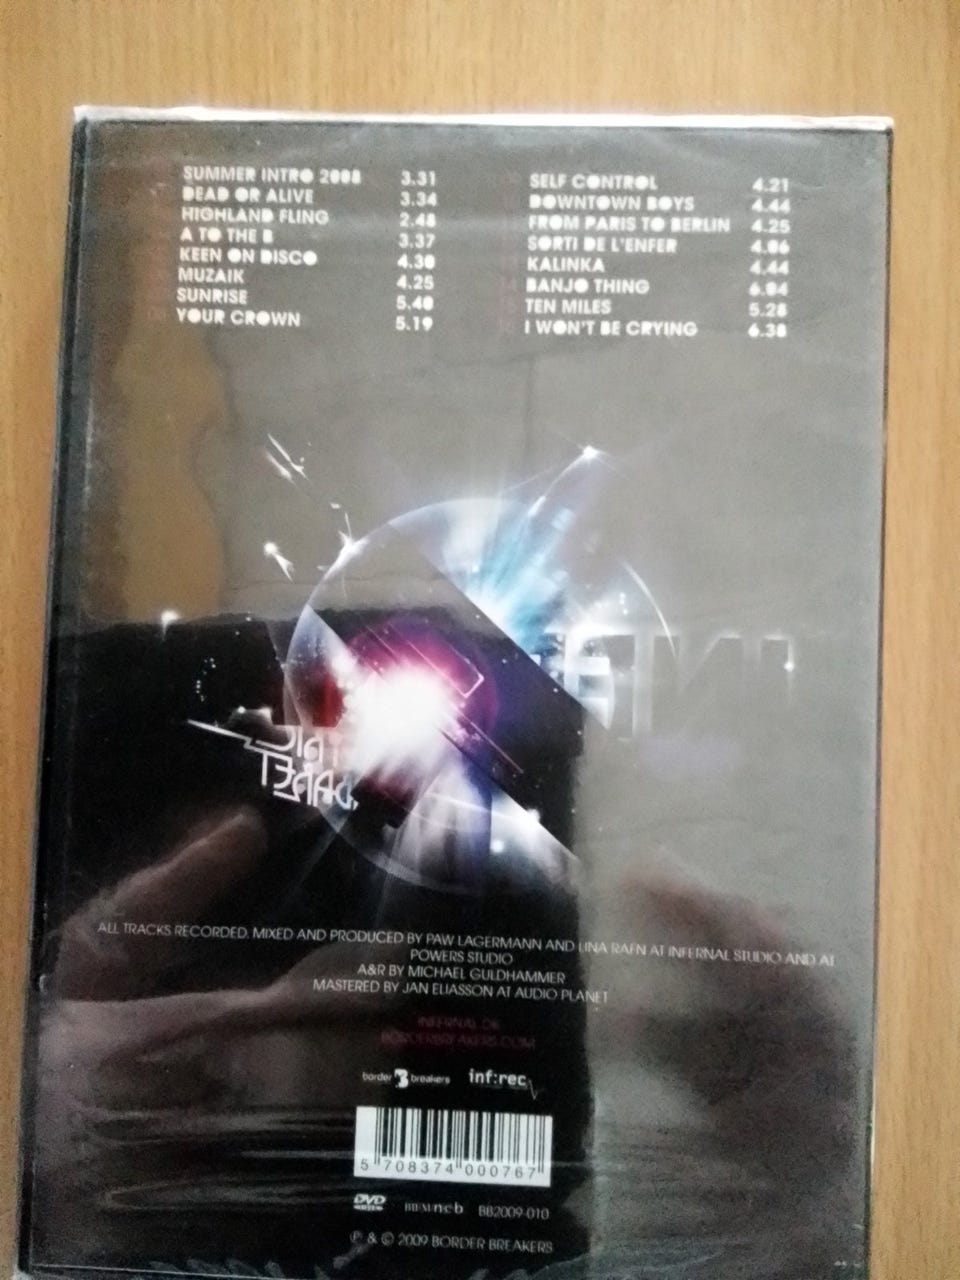 SUMMER INTRO 2008 3.31
DEAD OR ALIVE 3.34
HIGHLAND FLING 2.48
A TO THE B 3.37
KEEN ON DISCO 4.30
MUZAIK 4.25
SUNRISE 5.40
YOUR CROWN 5.19
SELF CONTROL 4.21
DOWNTOWN BOYS 4.44
FROM PARIS TO BERLIN 4.25
SORTI DE L'ENFER 4.06
KALINKA 4.44
14 BANJO THING 6.04
15 TEN MILES 5.28
16 I WON'T BE CRYING 6.38
ALL TRACKS RECORDED, MIXED AND PRODUCED BY PAW LAGERMANN AND LINA RAFN AT INFERNAL STUDIO AND AT
POWERS STUDIO
A&R BY MICHAEL GULDHAMMER
MASTERED BY JAN ELIASSON AT AUDIO PLANET
INFERNAL.DK
BORDERBREAKERS.COM
border B breakers inf:rec
5 708374 000767
DVD BIEM/ncb BB2009-010
℗ & © 2009 BORDER BREAKERS